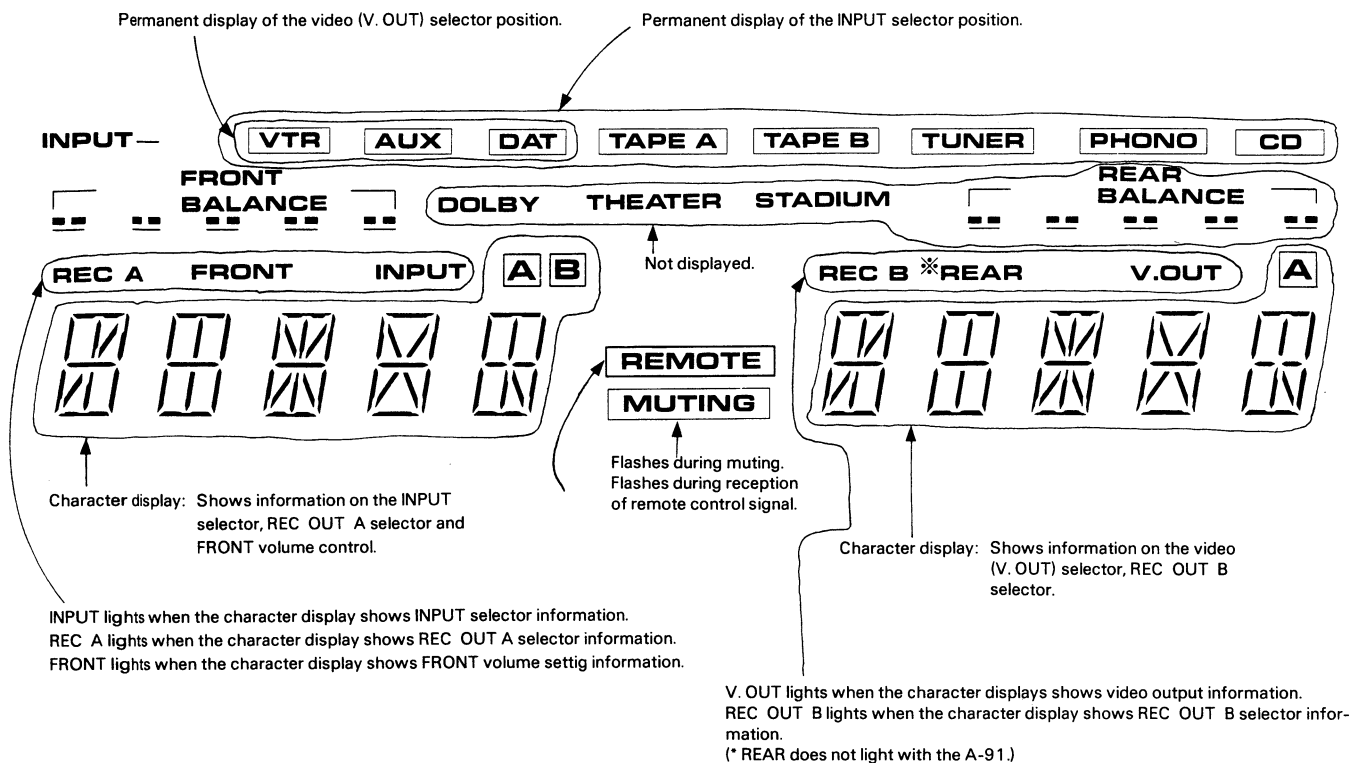 Permanent display of the video (V. OUT) selector position.
Permanent display of the INPUT selector position.
INPUT— VTR AUX DAT TAPE A TAPE B TUNER PHONO CD
FRONT
BALANCE
DOLBY THEATER STADIUM
REAR
BALANCE
Not displayed.
REC A FRONT INPUT A B
REC B ※REAR V.OUT A
REMOTE
MUTING
Flashes during muting.
Flashes during reception
of remote control signal.
Character display: Shows information on the INPUT
selector, REC OUT A selector and
FRONT volume control.
Character display: Shows information on the video
(V. OUT) selector, REC OUT B
selector.
INPUT lights when the character display shows INPUT selector information.
REC A lights when the character display shows REC OUT A selector information.
FRONT lights when the character display shows FRONT volume settig information.
V. OUT lights when the character displays shows video output information.
REC OUT B lights when the character display shows REC OUT B selector infor-
mation.
(* REAR does not light with the A-91.)